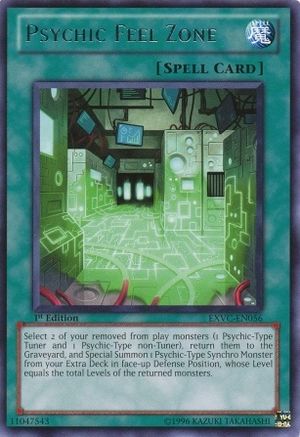 PSYCHIC FEEL ZONE
[SPELL CARD]
1st Edition
EXVC-EN056
Select 2 of your removed from play monsters (1 Psychic-Type
Tuner and 1 Psychic-Type non-Tuner), return them to the
Graveyard, and Special Summon 1 Psychic-Type Synchro Monster
from your Extra Deck in face-up Defense Position, whose Level
equals the total Levels of the returned monsters.
11047543
©1996 KAZUKI TAKAHASHI